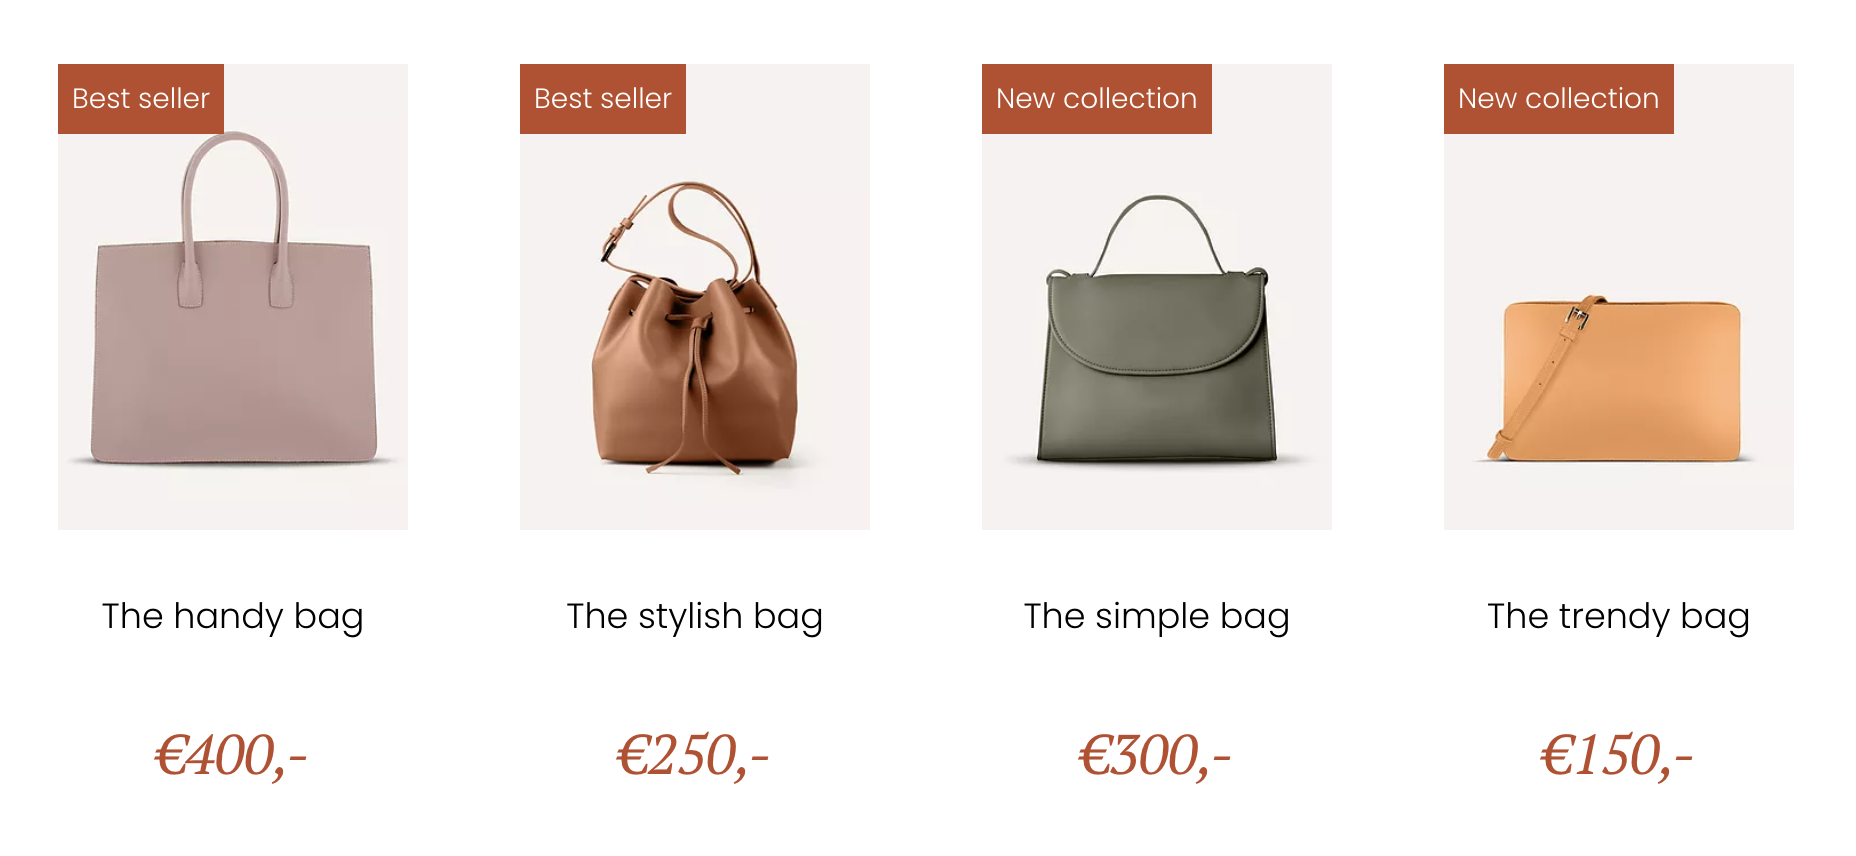 Best seller
Best seller
New collection
New collection
The handy bag
The stylish bag
The simple bag
The trendy bag
€400,-
€250,-
€300,-
€150,-